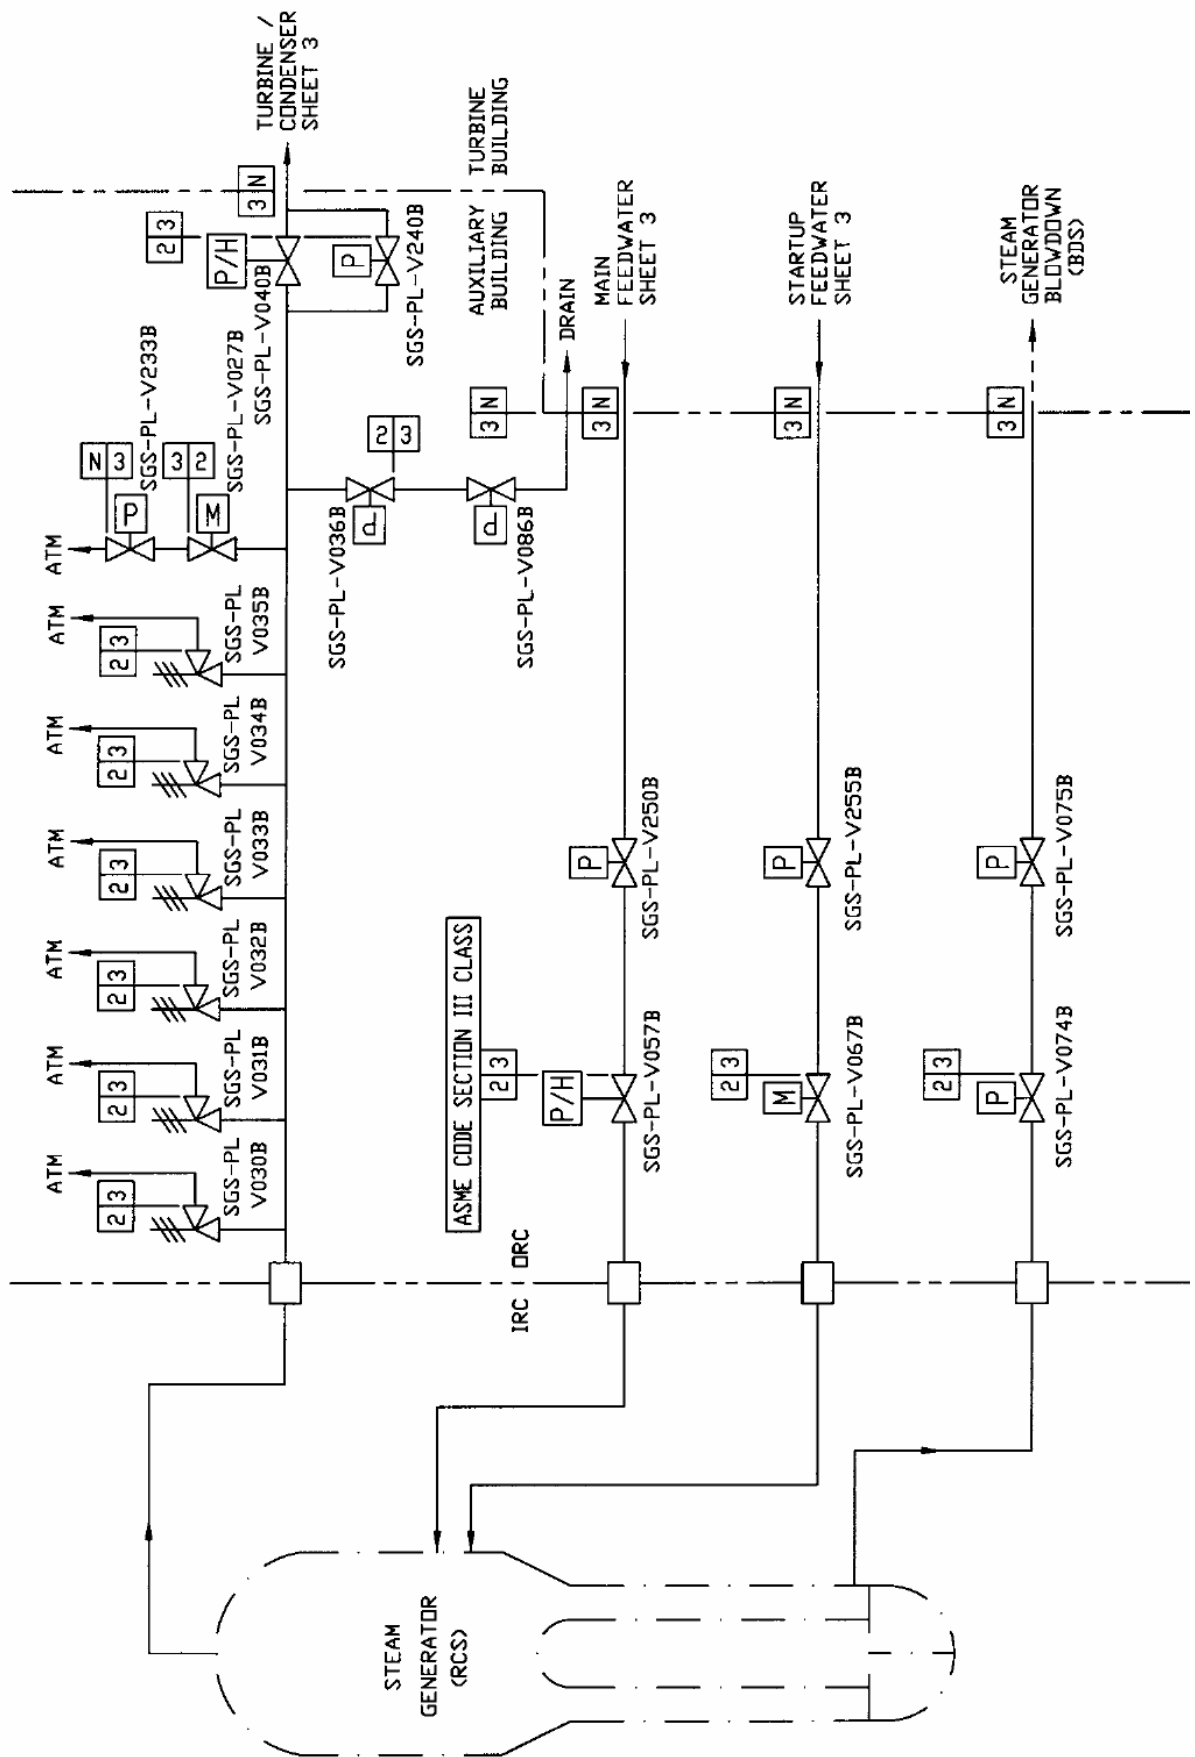 STEAM
GENERATOR
(RCS)
IRC
ORC
ATM
2 3
SGS-PL
V030B
ATM
2 3
SGS-PL
V031B
ATM
2 3
SGS-PL
V032B
ATM
2 3
SGS-PL
V033B
ATM
2 3
SGS-PL
V034B
ATM
2 3
SGS-PL
V035B
ATM
N 3
P
SGS-PL-V233B
3 2
M
SGS-PL-V027B
2 3
P/H
SGS-PL-V040B
P
SGS-PL-V240B
3 N
TURBINE /
CONDENSER
SHEET 3
AUXILIARY
BUILDING
TURBINE
BUILDING
SGS-PL-V036B
P
2 3
SGS-PL-V086B
P
3 N
DRAIN
ASME CODE SECTION III CLASS
2 3
P/H
SGS-PL-V057B
P
SGS-PL-V250B
3 N
MAIN
FEEDWATER
SHEET 3
2 3
M
SGS-PL-V067B
P
SGS-PL-V255B
3 N
STARTUP
FEEDWATER
SHEET 3
2 3
P
SGS-PL-V074B
P
SGS-PL-V075B
3 N
STEAM
GENERATOR
BLOWDOWN
(BDS)